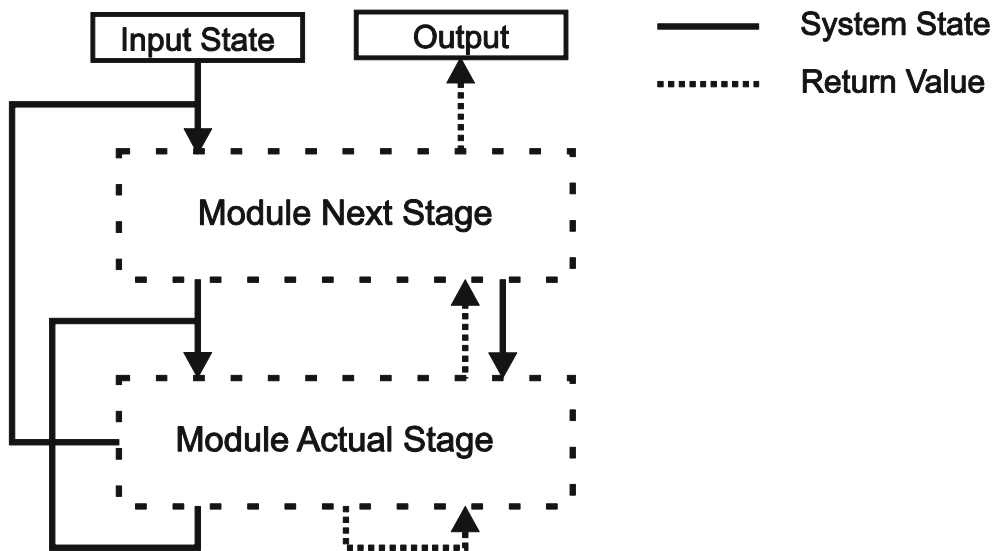 Input State
Output
System State
Return Value
Module Next Stage
Module Actual Stage